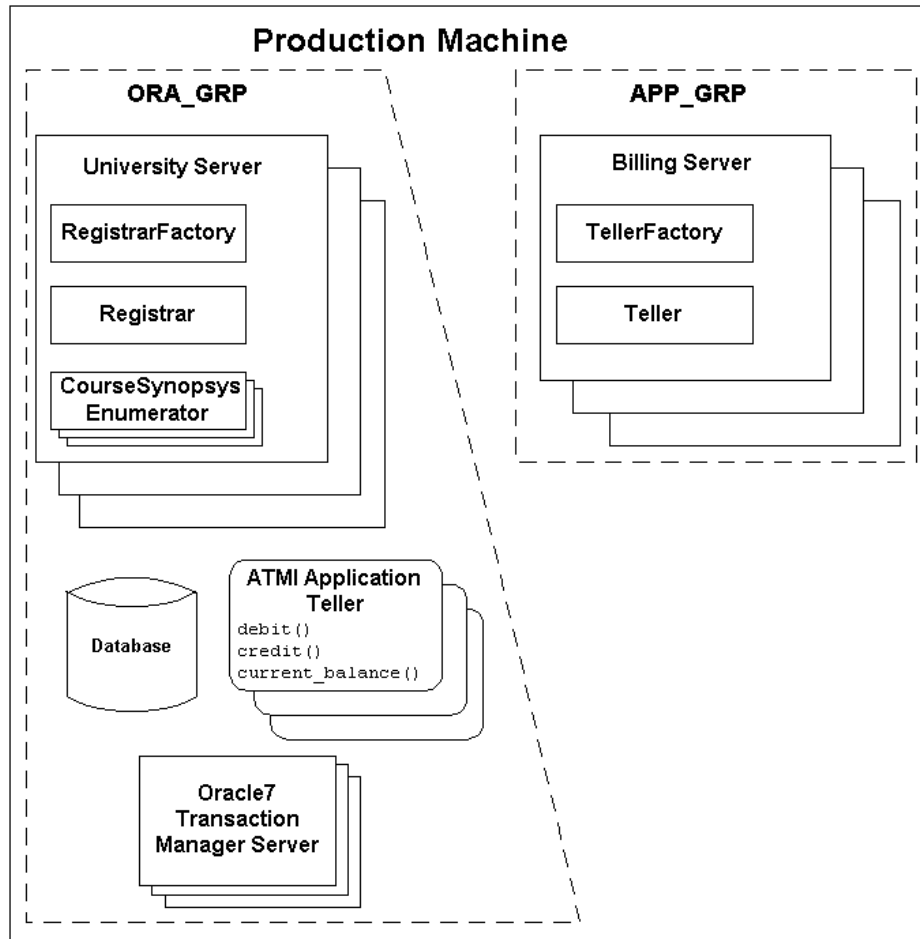 Production Machine
ORA_GRP
University Server
RegistrarFactory
Registrar
CourseSynopsys
Enumerator
Database
ATMI Application
Teller
debit()
credit()
current_balance()
Oracle7
Transaction
Manager Server
APP_GRP
Billing Server
TellerFactory
Teller